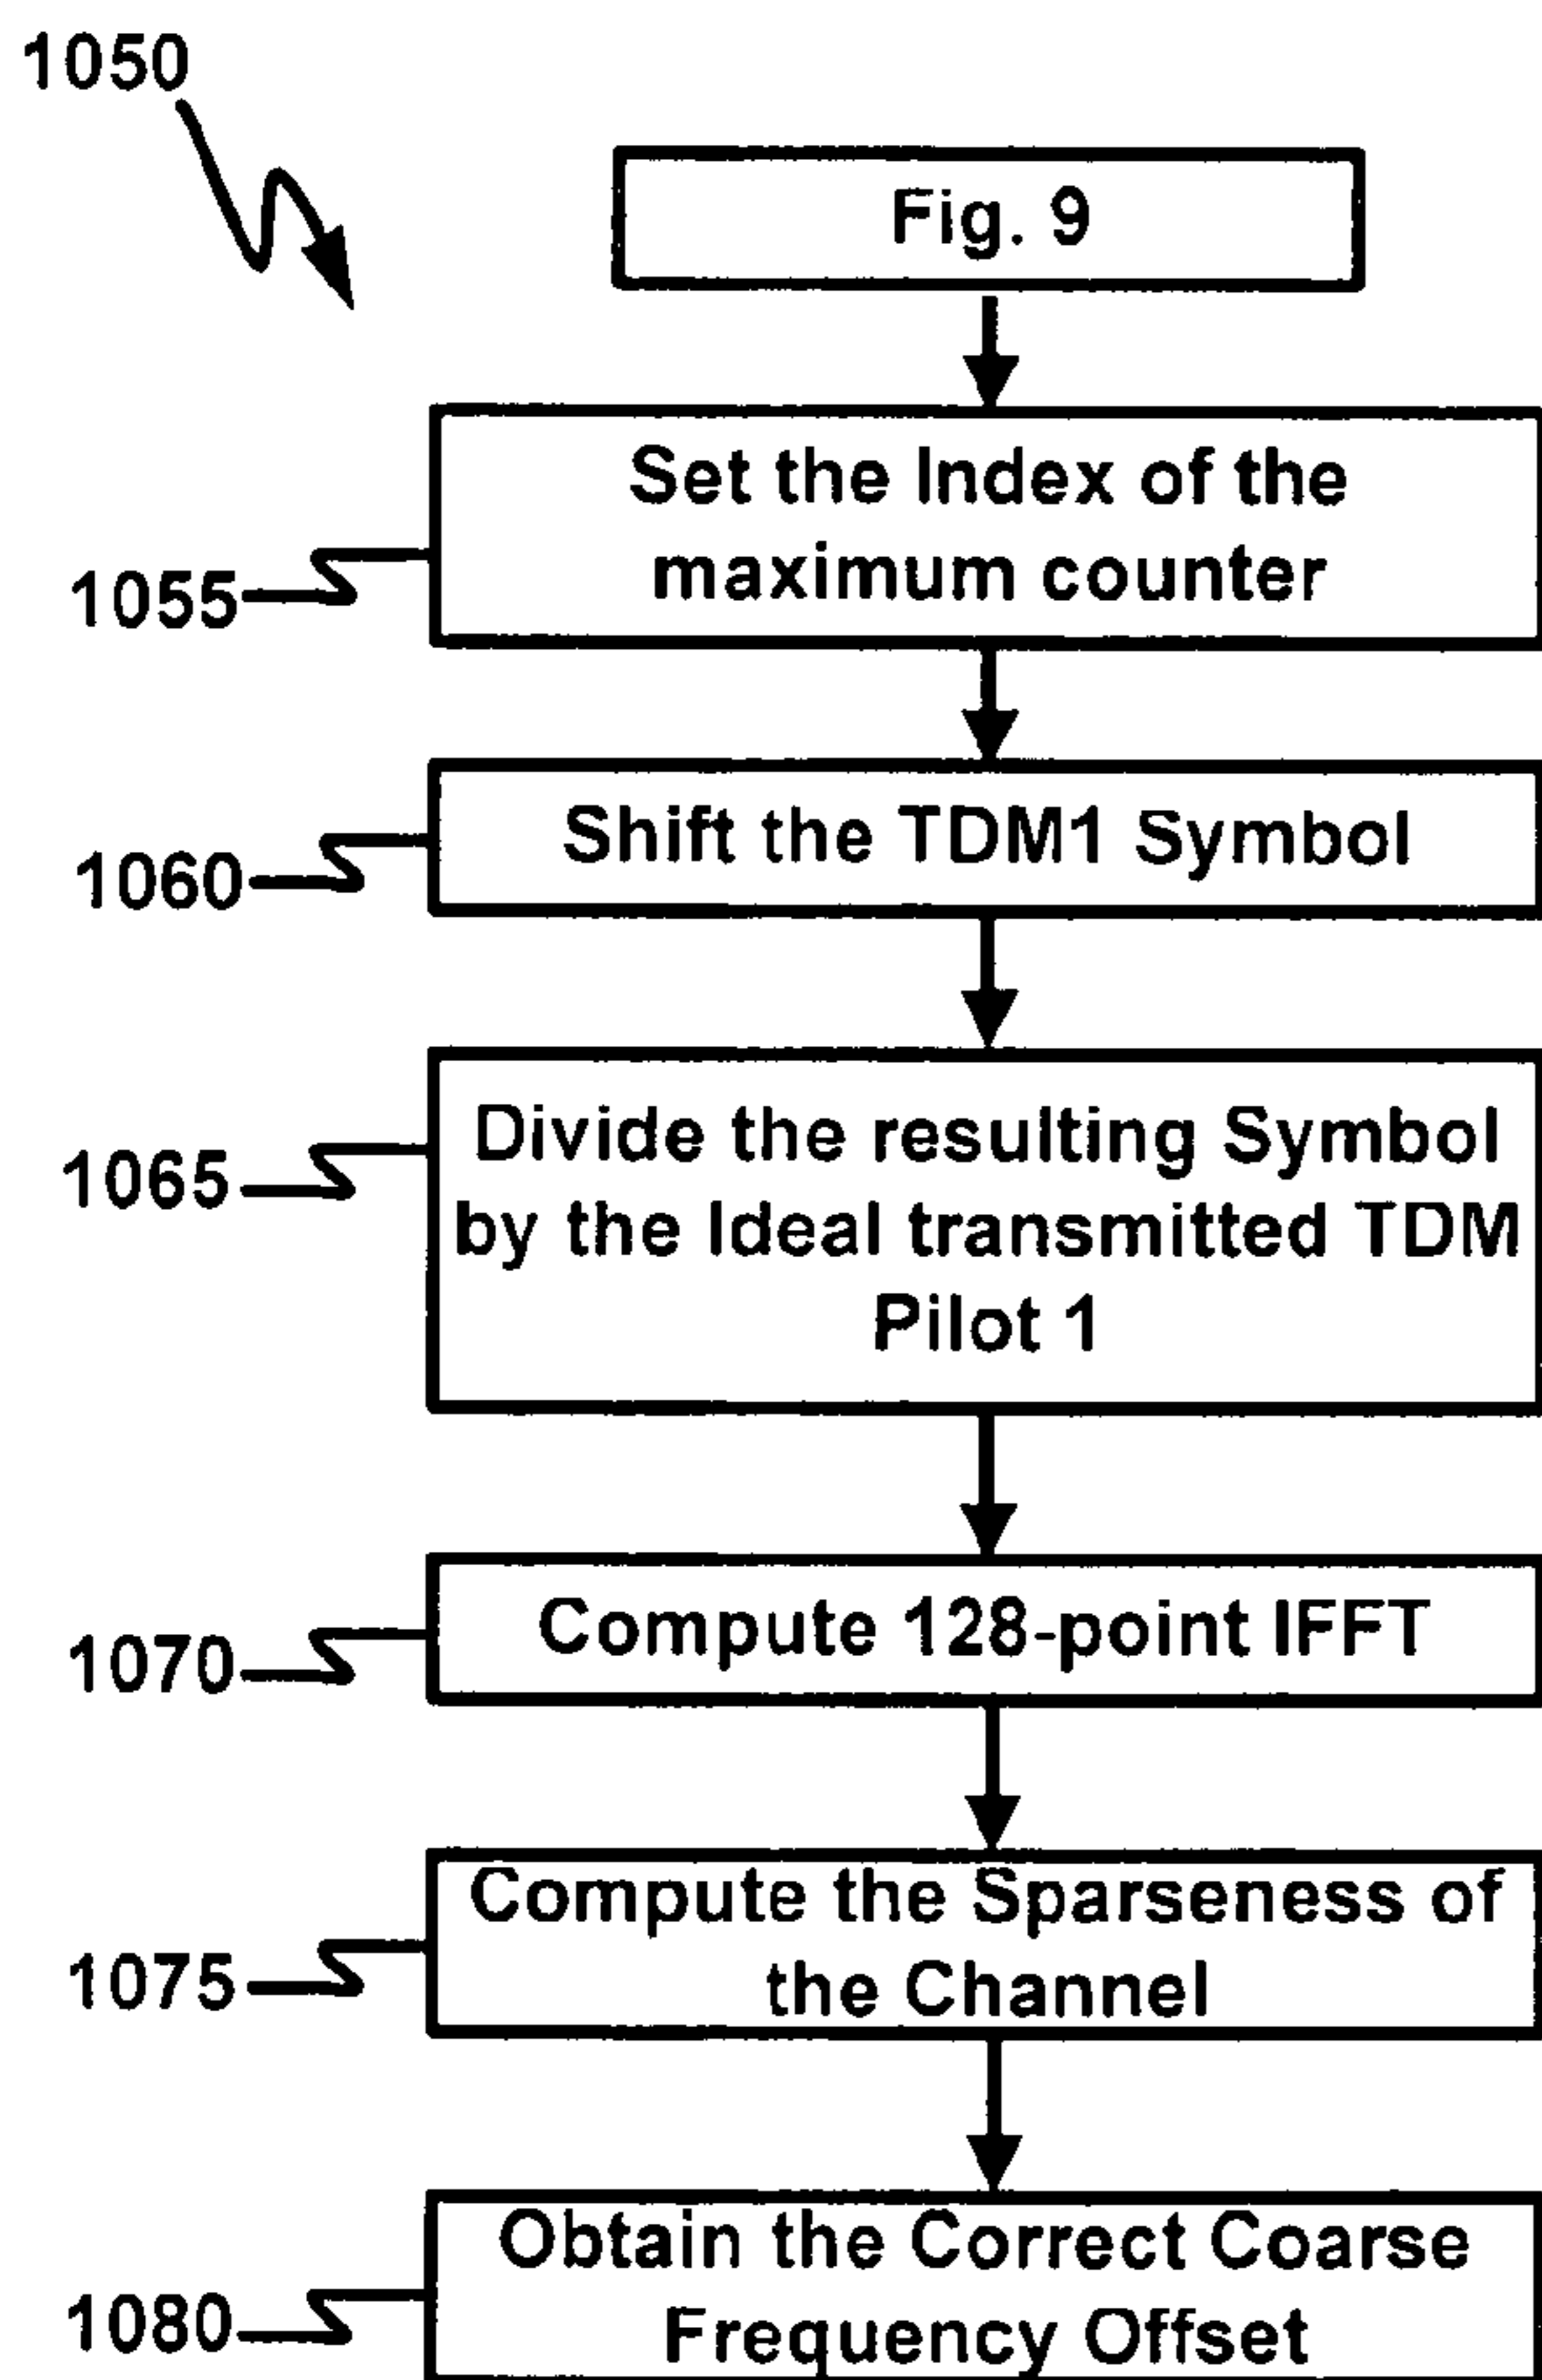 1050
Fig. 9
Set the Index of the
maximum counter
1055
Shift the TDM1 Symbol
1060
Divide the resulting Symbol
by the Ideal transmitted TDM
Pilot 1
1065
Compute 128-point IFFT
1070
Compute the Sparseness of
the Channel
1075
Obtain the Correct Coarse
Frequency Offset
1080